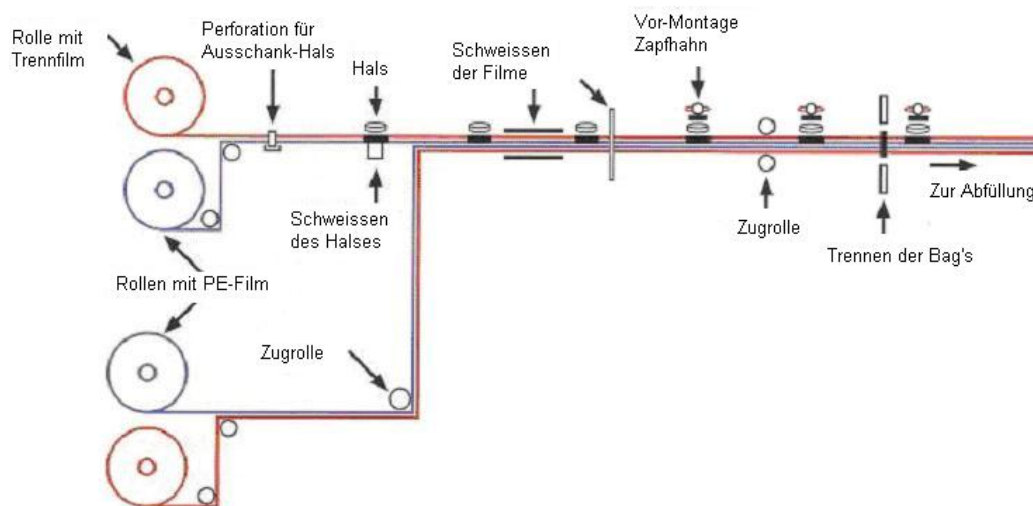 Rolle mit
Trennfilm
Perforation für
Ausschank-Hals
Hals
Schweissen
der Filme
Vor-Montage
Zapfhahn
Schweissen
des Halses
Zugrolle
Zur Abfüllung
Trennen der Bag's
Rollen mit PE-Film
Zugrolle